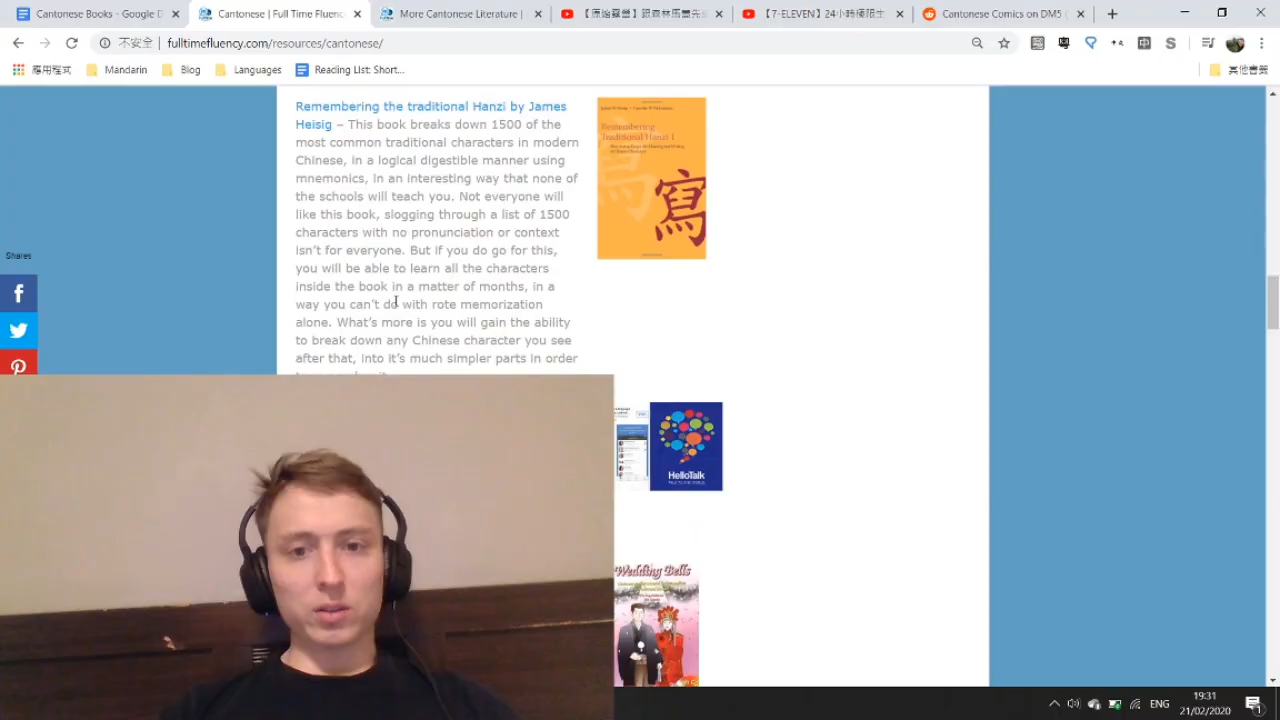 Cantonese Books - Google D
Cantonese | Full Time Fluenc
More Cantonese Literature |
【7-ELEVEN】24小時極限生
Cantonese Comics on DM5 (
不安全
fulltimefluency.com/resources/cantonese/
應用程式
Mandarin
Blog
Languages
Reading List: Short...
其他書籤
Remembering the traditional Hanzi by James
Heisig – This book breaks down 1500 of the
most common traditional characters in modern
Chinese, in a logical digestible manner using
mnemonics, in an interesting way that none of
the schools will teach you. Not everyone will
like this book, slogging through a list of 1500
characters with no pronunciation or context
isn't for everyone. But if you do go for this,
you will be able to learn all the characters
inside the book in a matter of months, in a
way you can't do with rote memorization
alone. What's more is you will gain the ability
to break down any Chinese character you see
after that, into it's much simpler parts in order
Remembering
Traditional Hanzi 1
寫
Shares
HelloTalk
Wedding Bells
ENG
19:31
21/02/2020